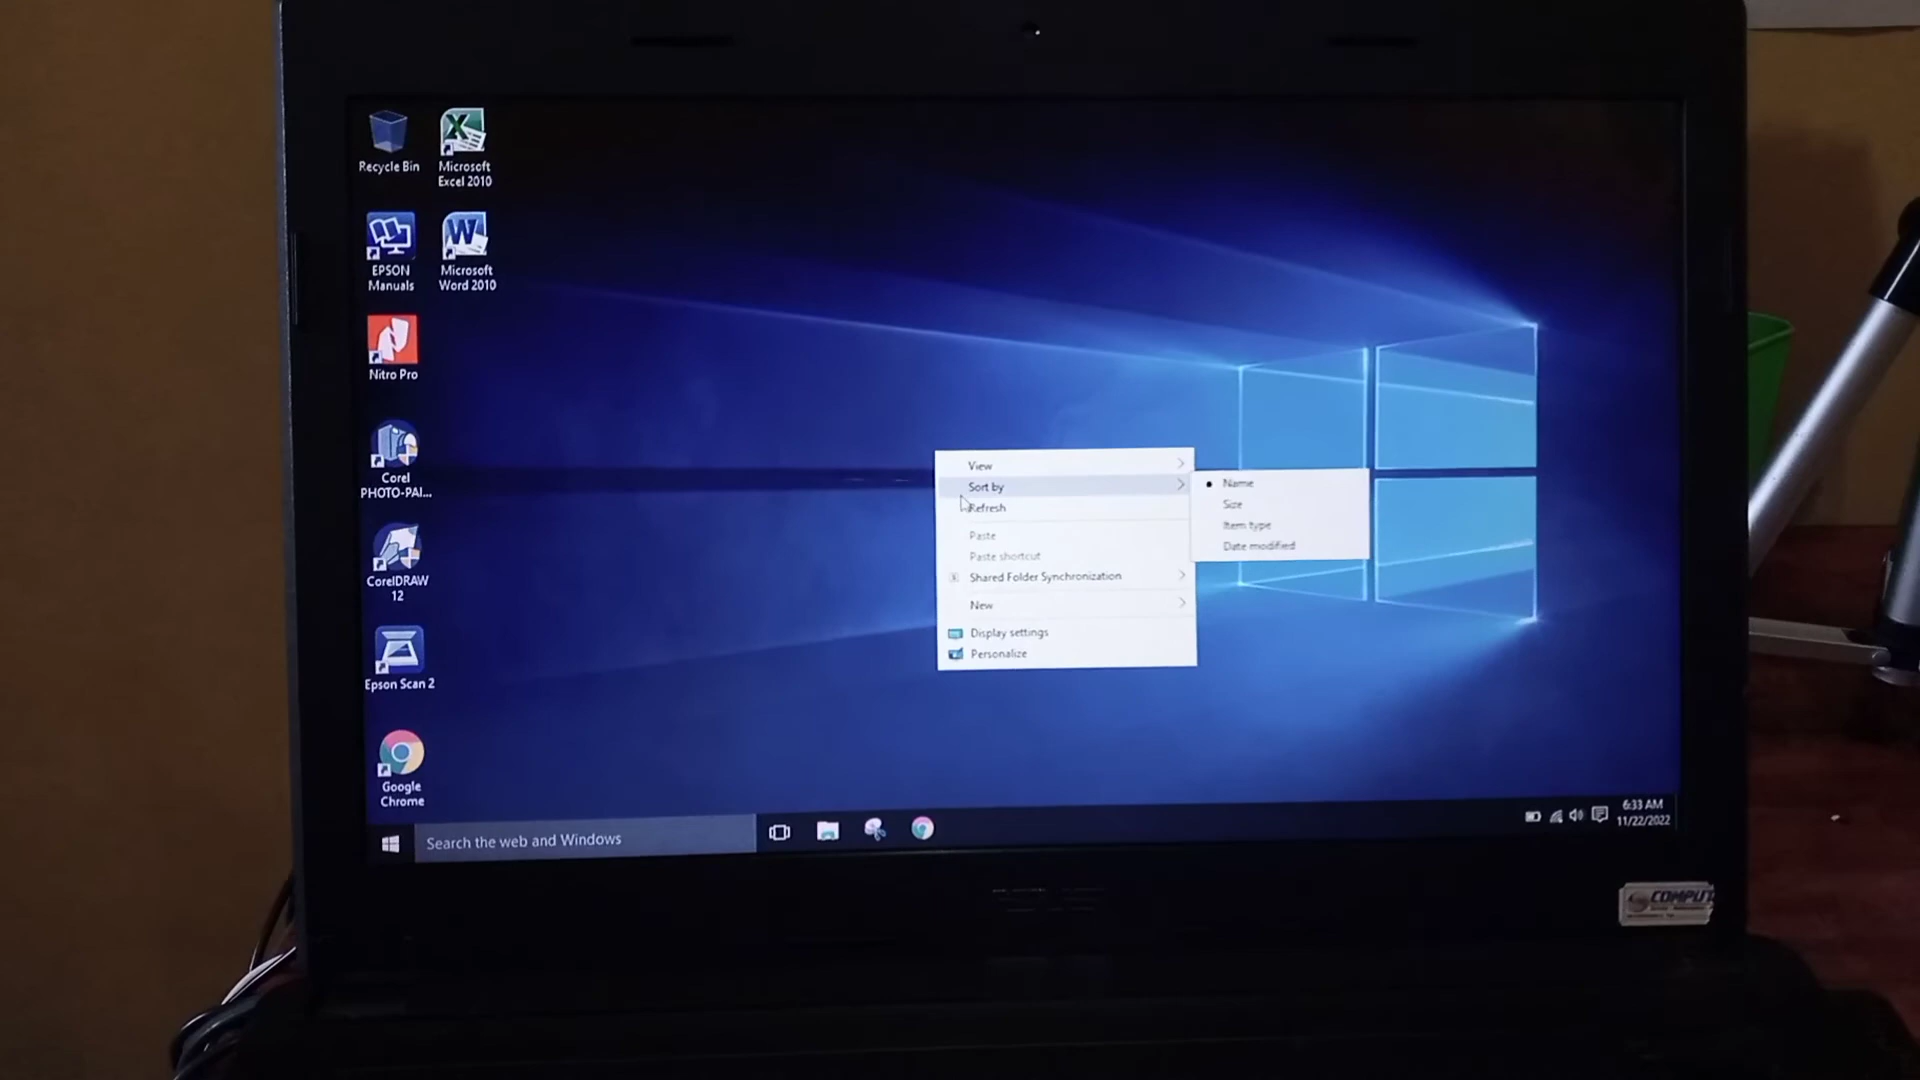 Recycle Bin
Microsoft
Excel 2010
EPSON
Manuals
Microsoft
Word 2010
Nitro Pro
Corel
PHOTO-PAI...
CorelDRAW
12
Epson Scan 2
Google
Chrome
View
Sort by
Refresh
Paste
Paste shortcut
Shared Folder Synchronization
New
Display settings
Personalize
Name
Size
Item type
Date modified
Search the web and Windows
6:33 AM
11/22/2022
COMPUT